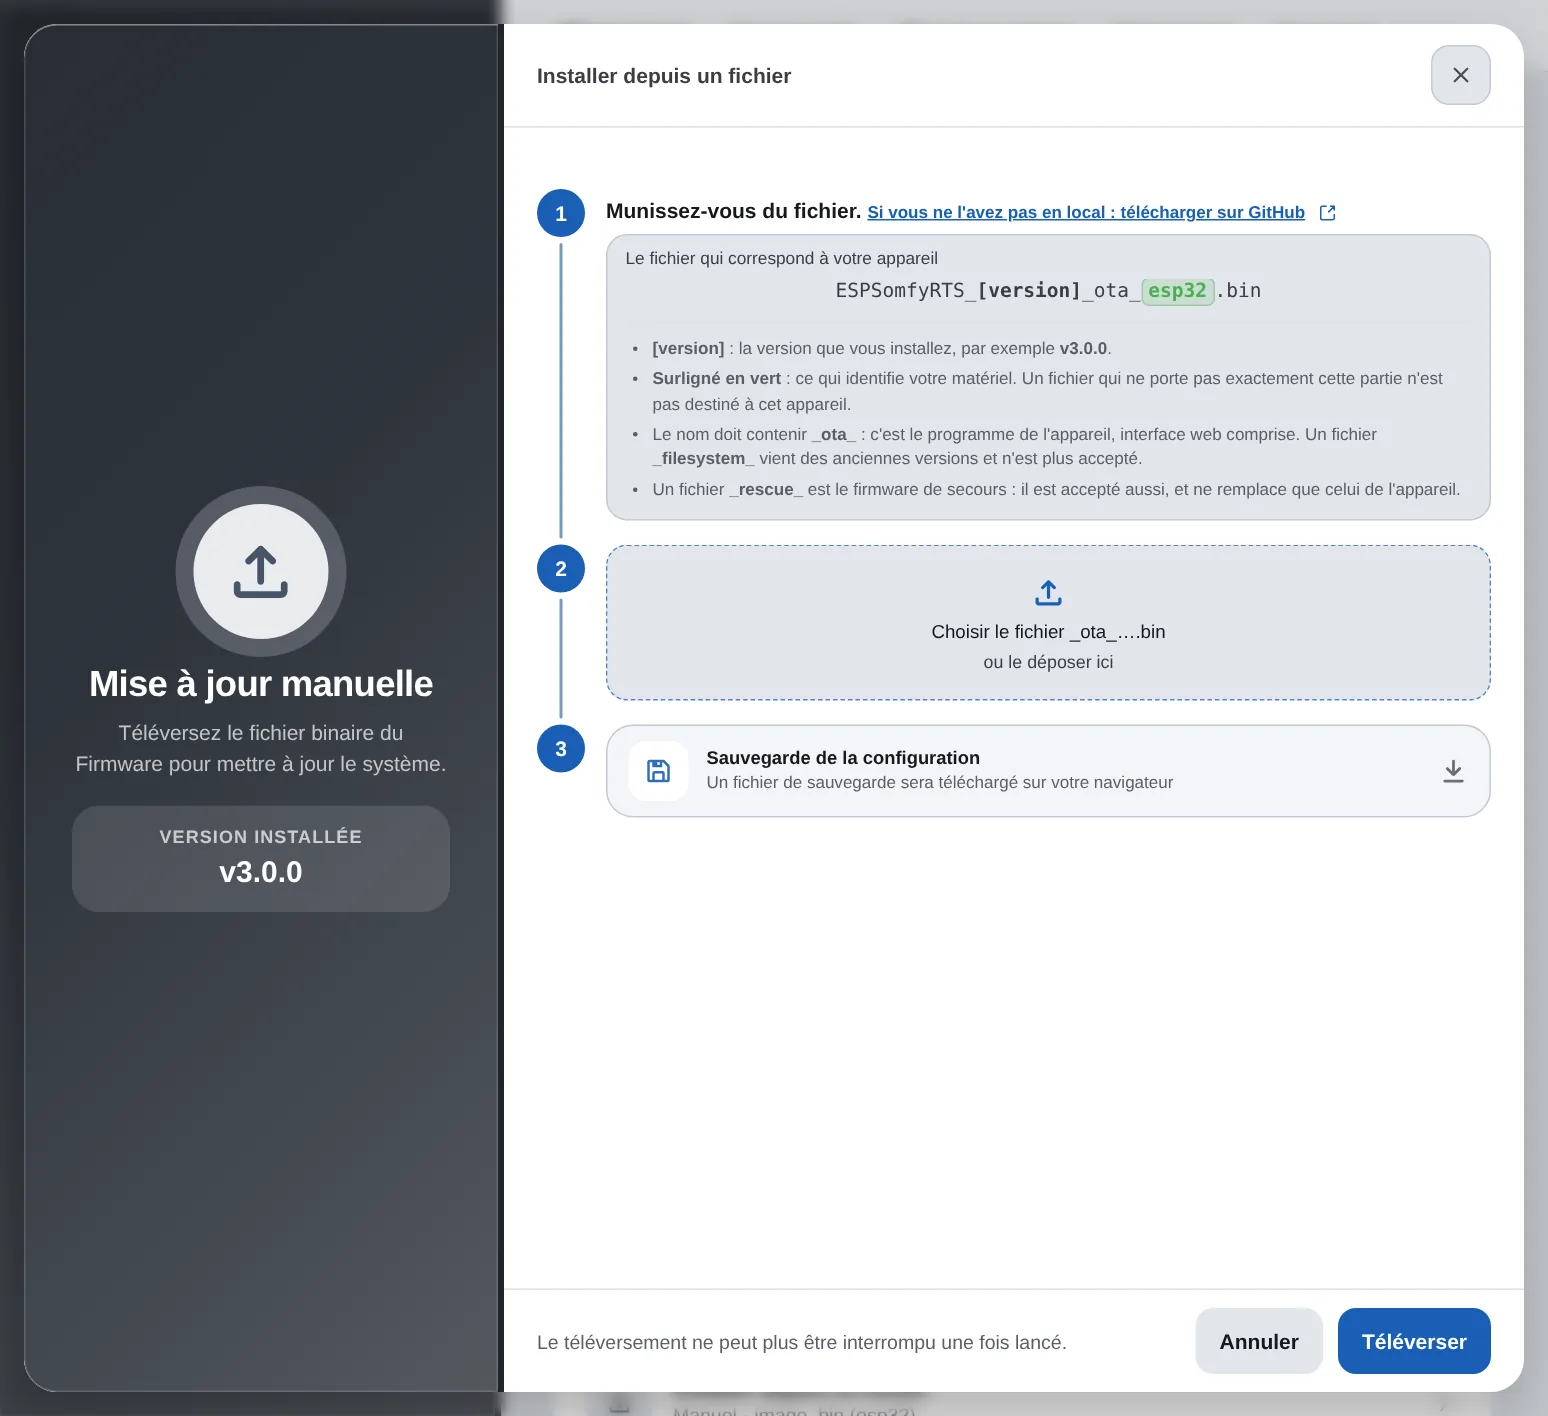 Installer depuis un fichier
Mise à jour manuelle
Téléversez le fichier binaire du
Firmware pour mettre à jour le système.
VERSION INSTALLÉE
v3.0.0
1
Munissez-vous du fichier. Si vous ne l'avez pas en local : télécharger sur GitHub
Le fichier qui correspond à votre appareil
ESPSomfyRTS_[version]_ota_esp32.bin
• [version] : la version que vous installez, par exemple v3.0.0.
• Surligné en vert : ce qui identifie votre matériel. Un fichier qui ne porte pas exactement cette partie n'est
pas destiné à cet appareil.
• Le nom doit contenir _ota_ : c'est le programme de l'appareil, interface web comprise. Un fichier
_filesystem_ vient des anciennes versions et n'est plus accepté.
• Un fichier _rescue_ est le firmware de secours : il est accepté aussi, et ne remplace que celui de l'appareil.
2
Choisir le fichier _ota_….bin
ou le déposer ici
3
Sauvegarde de la configuration
Un fichier de sauvegarde sera téléchargé sur votre navigateur
Le téléversement ne peut plus être interrompu une fois lancé.
Annuler
Téléverser
Manuel - image .bin (esp32)